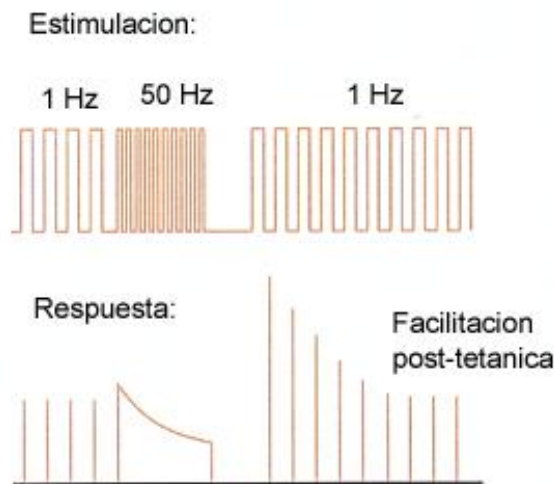 Estimulacion:
1 Hz 50 Hz 1 Hz
Respuesta:
Facilitacion
post-tetanica